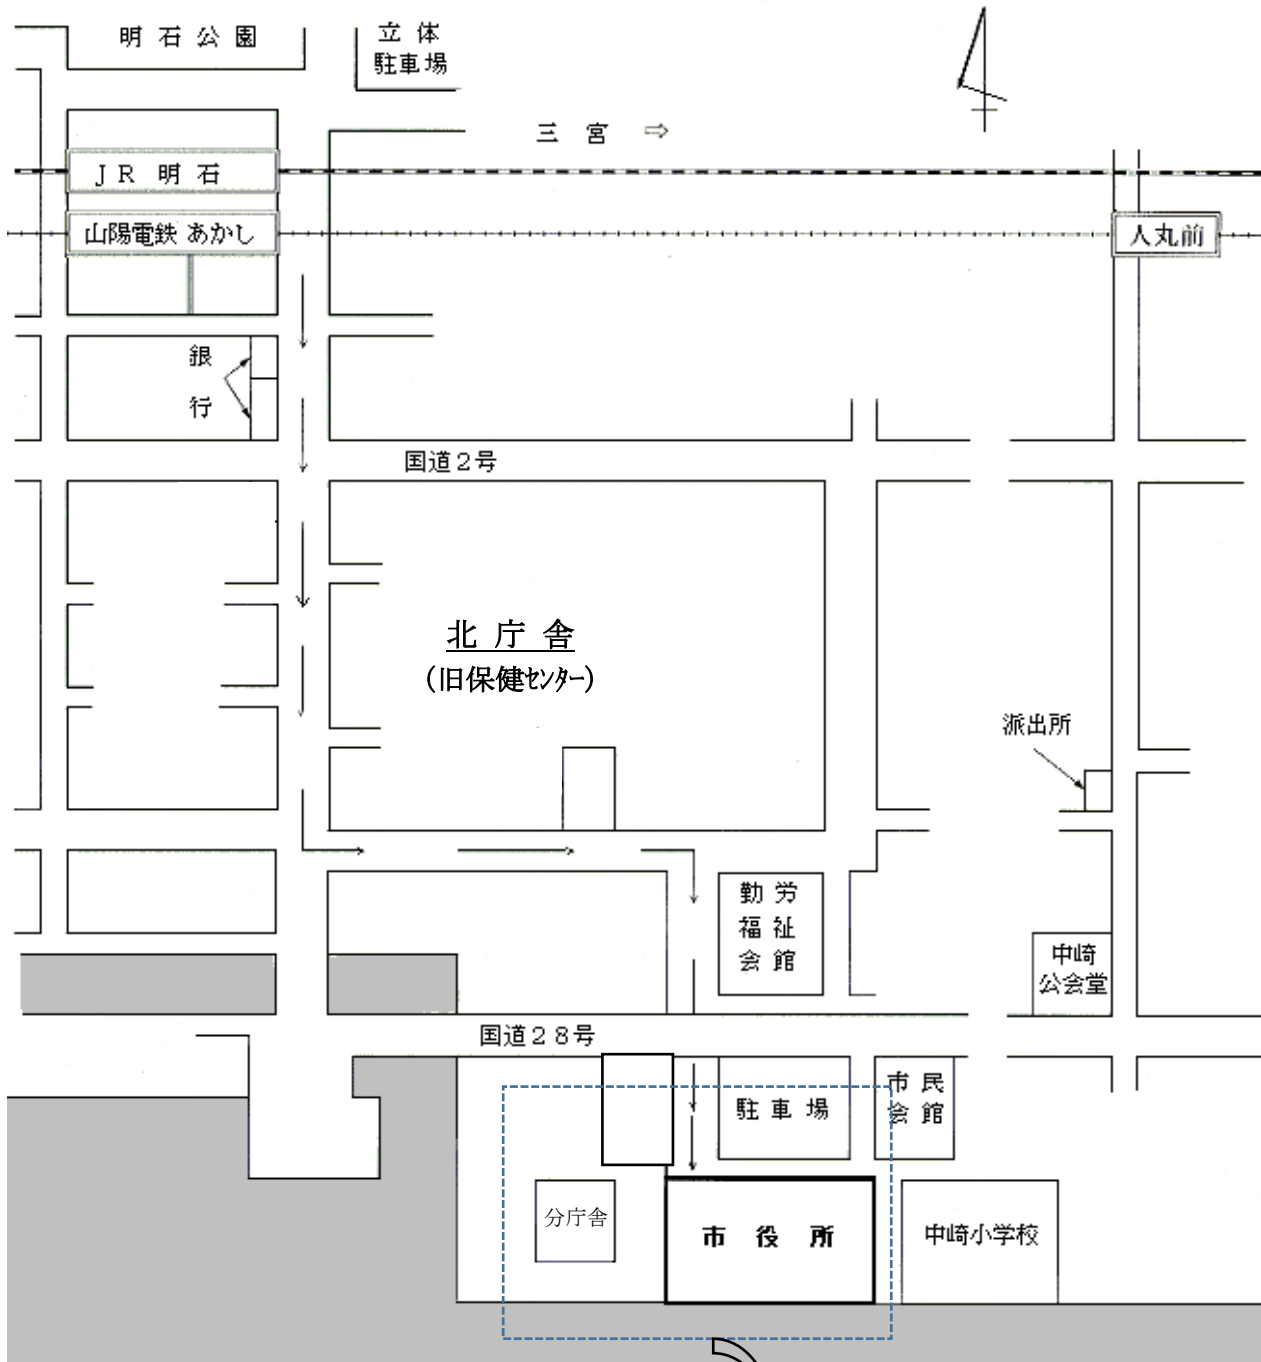 明石公園
立体
駐車場
三宮 ⇨
ＪＲ 明石
山陽電鉄 あかし
人丸前
銀
行
国道２号
北庁舎
(旧保健ｾﾝﾀｰ)
派出所
勤労
福祉
会館
中崎
公会堂
国道２８号
駐車場
市民
会館
分庁舎
市役所
中崎小学校